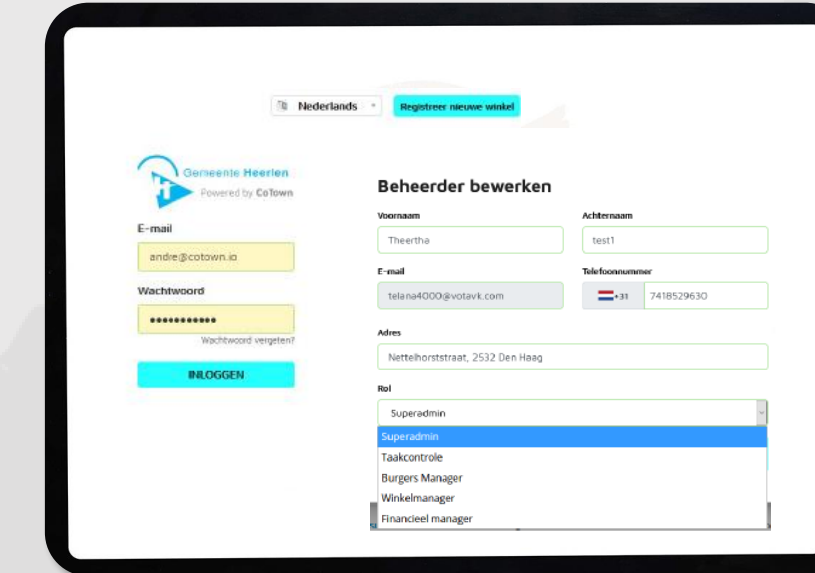 Nederlands
Registreer nieuwe winkel
Gemeente Heerlen
Powered by CoTown
E-mail
andre@cotown.io
Wachtwoord
●●●●●●●●●●●
Wachtwoord vergeten?
INLOGGEN
Beheerder bewerken
Voornaam
Achternaam
Theertha
test1
E-mail
Telefoonnummer
telana4000@votavk.com
+31
7418529630
Adres
Nettelhorststraat, 2532 Den Haag
Rol
Superadmin
Superadmin
Taakcontrole
Burgers Manager
Winkelmanager
Financieel manager